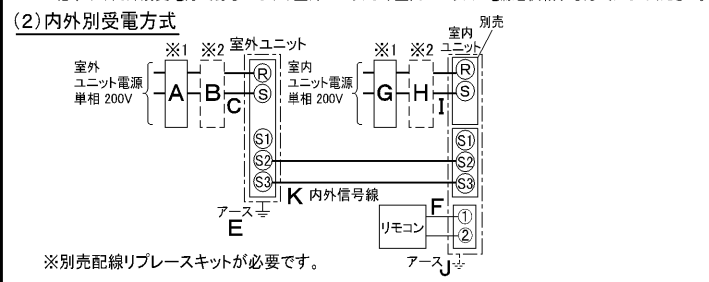 (2)内外別受電方式
※1 ※2 室外ユニット
室外
ユニット電源
単相 200V
A B C
R
S
S1
S2
S3
アース
E
※1 ※2
室内
ユニット
別売
室内
ユニット電源
単相 200V
G H I
R
S
S1
S2
S3
K 内外信号線
リモコン
F
①
②
アース J
※別売配線リプレースキットが必要です。